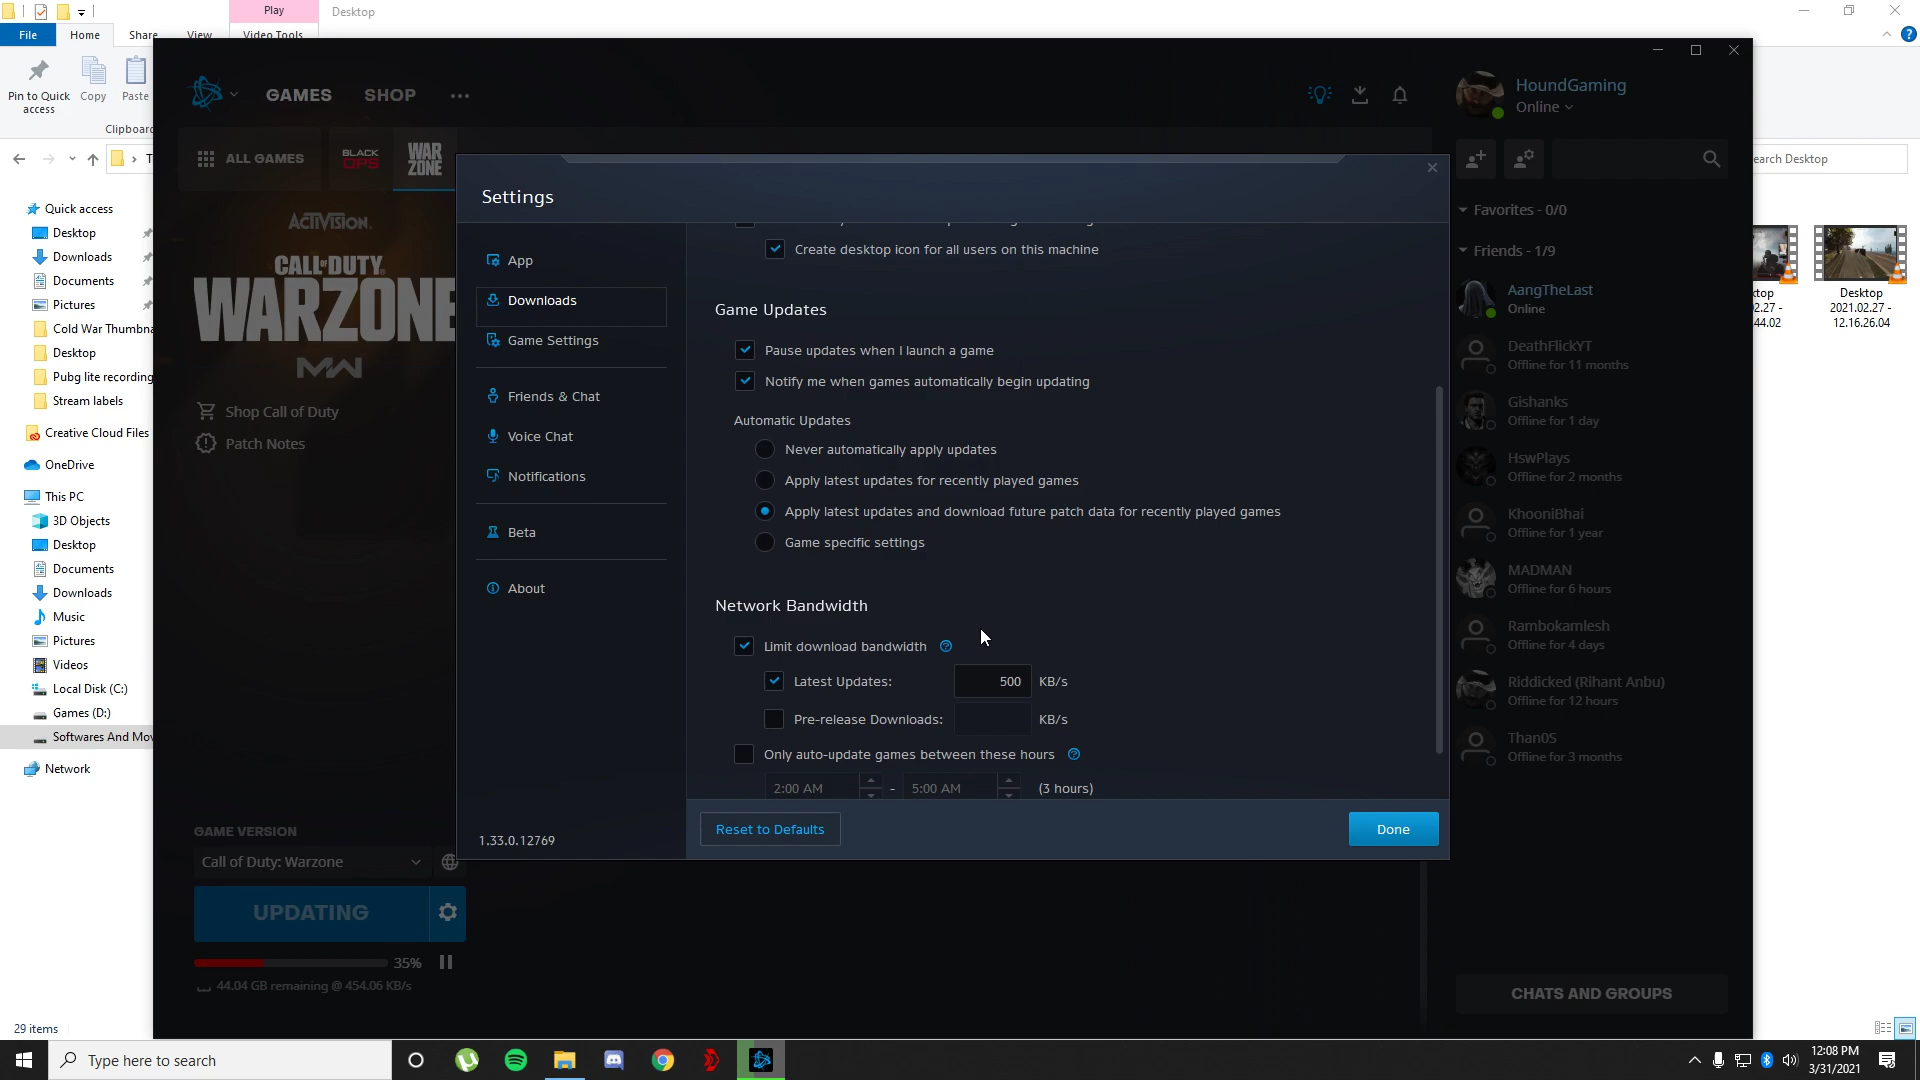 Play
Desktop
File
Home
Share
View
Video Tools
Pin to Quick access
Copy
Paste
Clipboard
GAMES
SHOP
HoundGaming
Online
ALL GAMES
BLACK OPS
WAR ZONE
earch Desktop
Settings
Quick access
Desktop
Downloads
Documents
Pictures
Cold War Thumbna
Desktop
Pubg lite recording
Stream labels
Creative Cloud Files
OneDrive
This PC
3D Objects
Desktop
Documents
Downloads
Music
Pictures
Videos
Local Disk (C:)
Games (D:)
Softwares And Mov
Network
29 items
ACTIVISION.
CALL OF DUTY
WARZONE
MW
Shop Call of Duty
Patch Notes
GAME VERSION
Call of Duty: Warzone
UPDATING
35%
44.04 GB remaining @ 454.06 KB/s
App
Downloads
Game Settings
Friends & Chat
Voice Chat
Notifications
Beta
About
1.33.0.12769
Create desktop icon for all users on this machine
Game Updates
Pause updates when I launch a game
Notify me when games automatically begin updating
Automatic Updates
Never automatically apply updates
Apply latest updates for recently played games
Apply latest updates and download future patch data for recently played games
Game specific settings
Network Bandwidth
Limit download bandwidth
Latest Updates: 500 KB/s
Pre-release Downloads: KB/s
Only auto-update games between these hours
2:00 AM - 5:00 AM (3 hours)
Reset to Defaults
Done
Favorites - 0/0
Friends - 1/9
AangTheLast
Online
DeathFlickYT
Offline for 11 months
Gishanks
Offline for 1 day
HswPlays
Offline for 2 months
KhooniBhai
Offline for 1 year
MADMAN
Offline for 6 hours
Rambokamlesh
Offline for 4 days
Riddicked (Rihant Anbu)
Offline for 12 hours
Than0S
Offline for 3 months
CHATS AND GROUPS
ktop
02.27 -
44.02
Desktop
2021.02.27 -
12.16.26.04
Type here to search
12:08 PM
3/31/2021